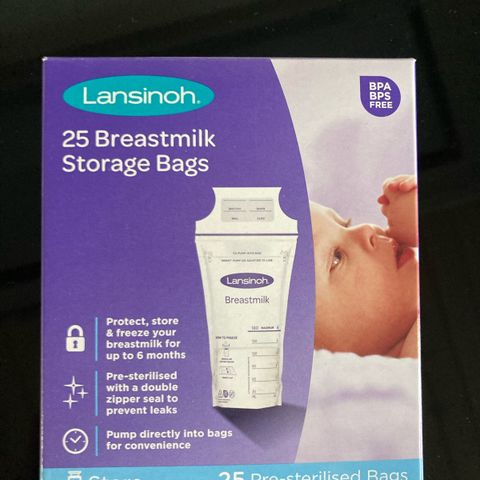 Lansinoh®
BPA
BPS
FREE
25 Breastmilk
Storage Bags
Lansinoh
Breastmilk
Protect, store
& freeze your
breastmilk for
up to 6 months
Pre-sterilised
with a double
zipper seal to
prevent leaks
Pump directly into bags
for convenience
Store
25 Pre-sterilised Bags